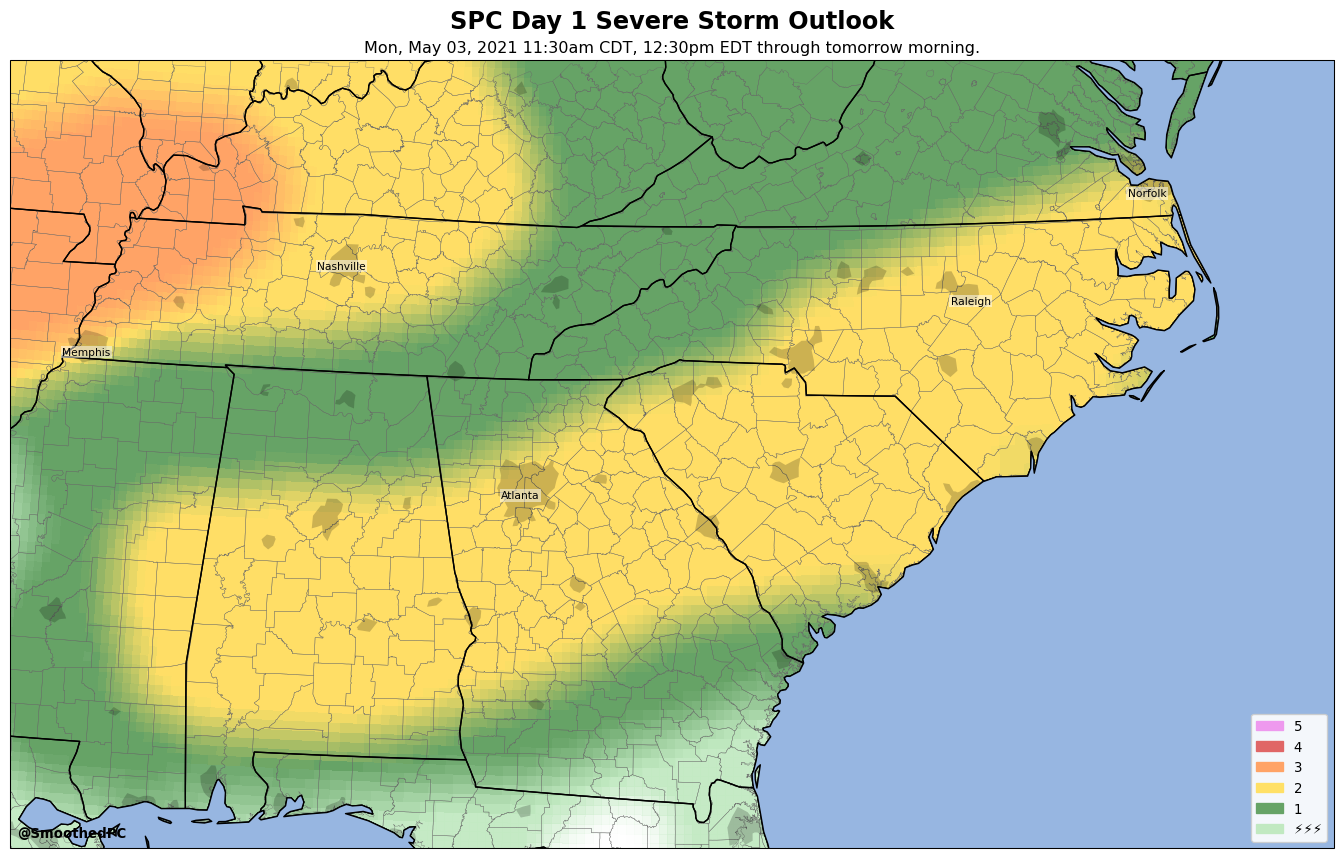 SPC Day 1 Severe Storm Outlook
Mon, May 03, 2021 11:30am CDT, 12:30pm EDT through tomorrow morning.
Norfolk
Nashville
Raleigh
Memphis
Atlanta
5
4
3
2
1
⚡⚡⚡
@SmoothedPC